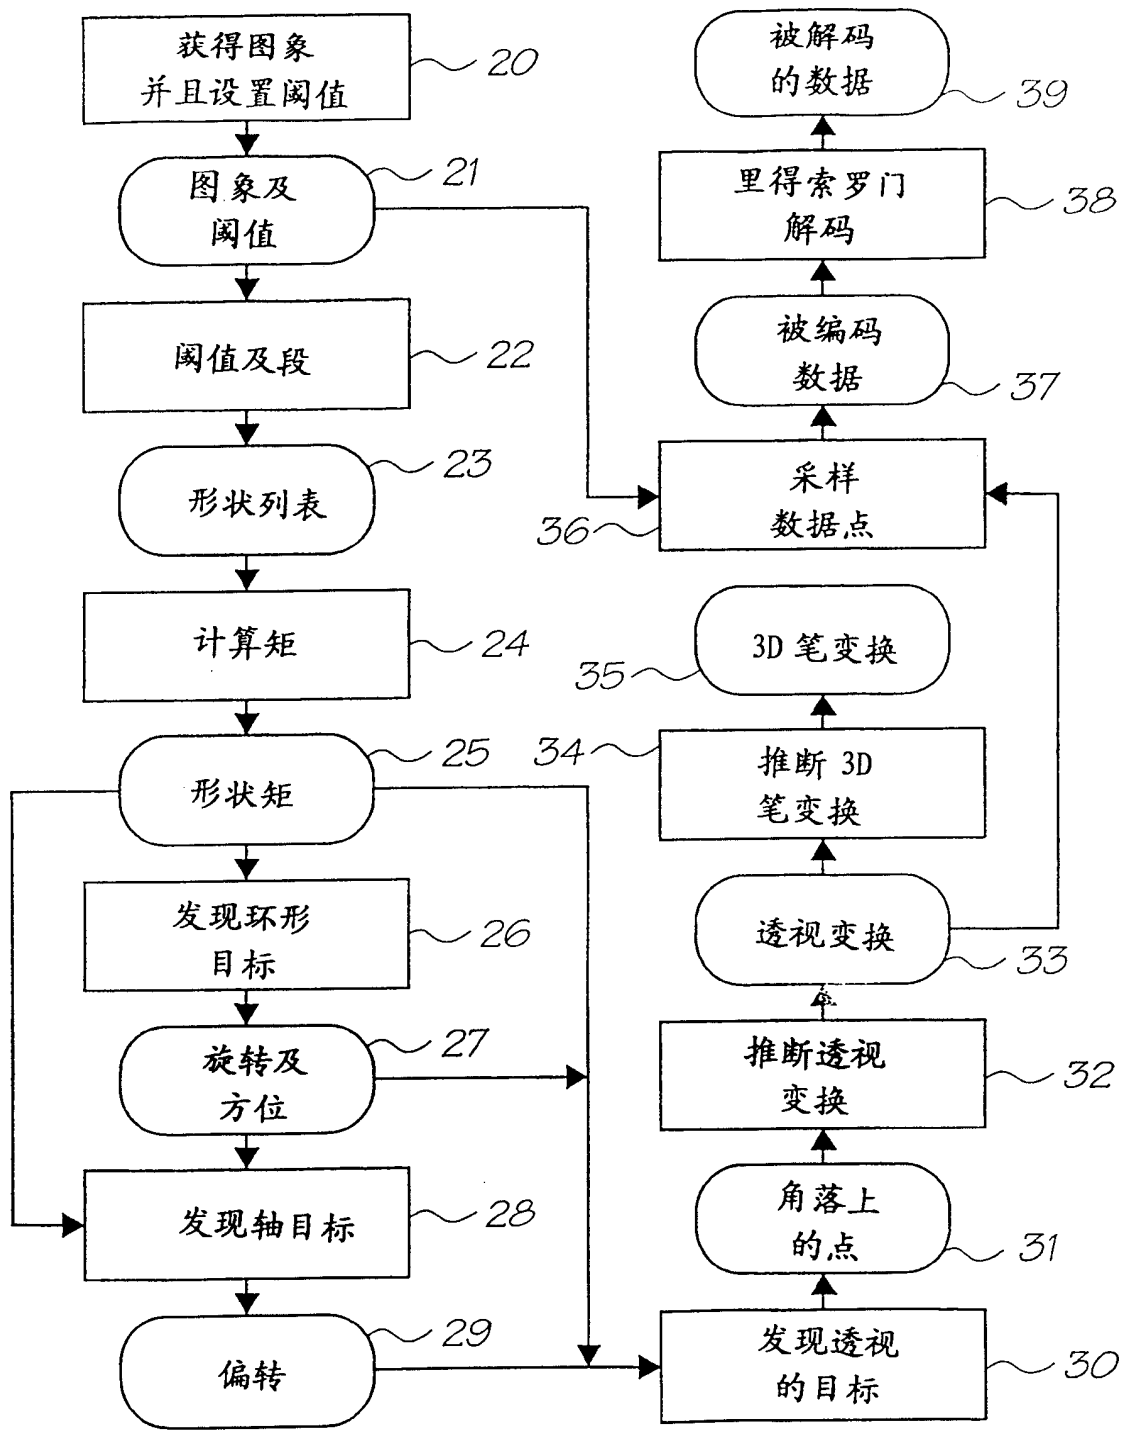 获得图象
并且设置阈值
20
图象及
阈值
21
阈值及段
22
形状列表
23
计算矩
24
形状矩
25
发现环形
目标
26
旋转及
方位
27
发现轴目标
28
偏转
29
被解码
的数据
39
里得索罗门
解码
38
被编码
数据
37
采样
数据点
36
3D 笔变换
35
推断 3D
笔变换
34
透视变换
33
推断透视
变换
32
角落上
的点
31
发现透视
的目标
30